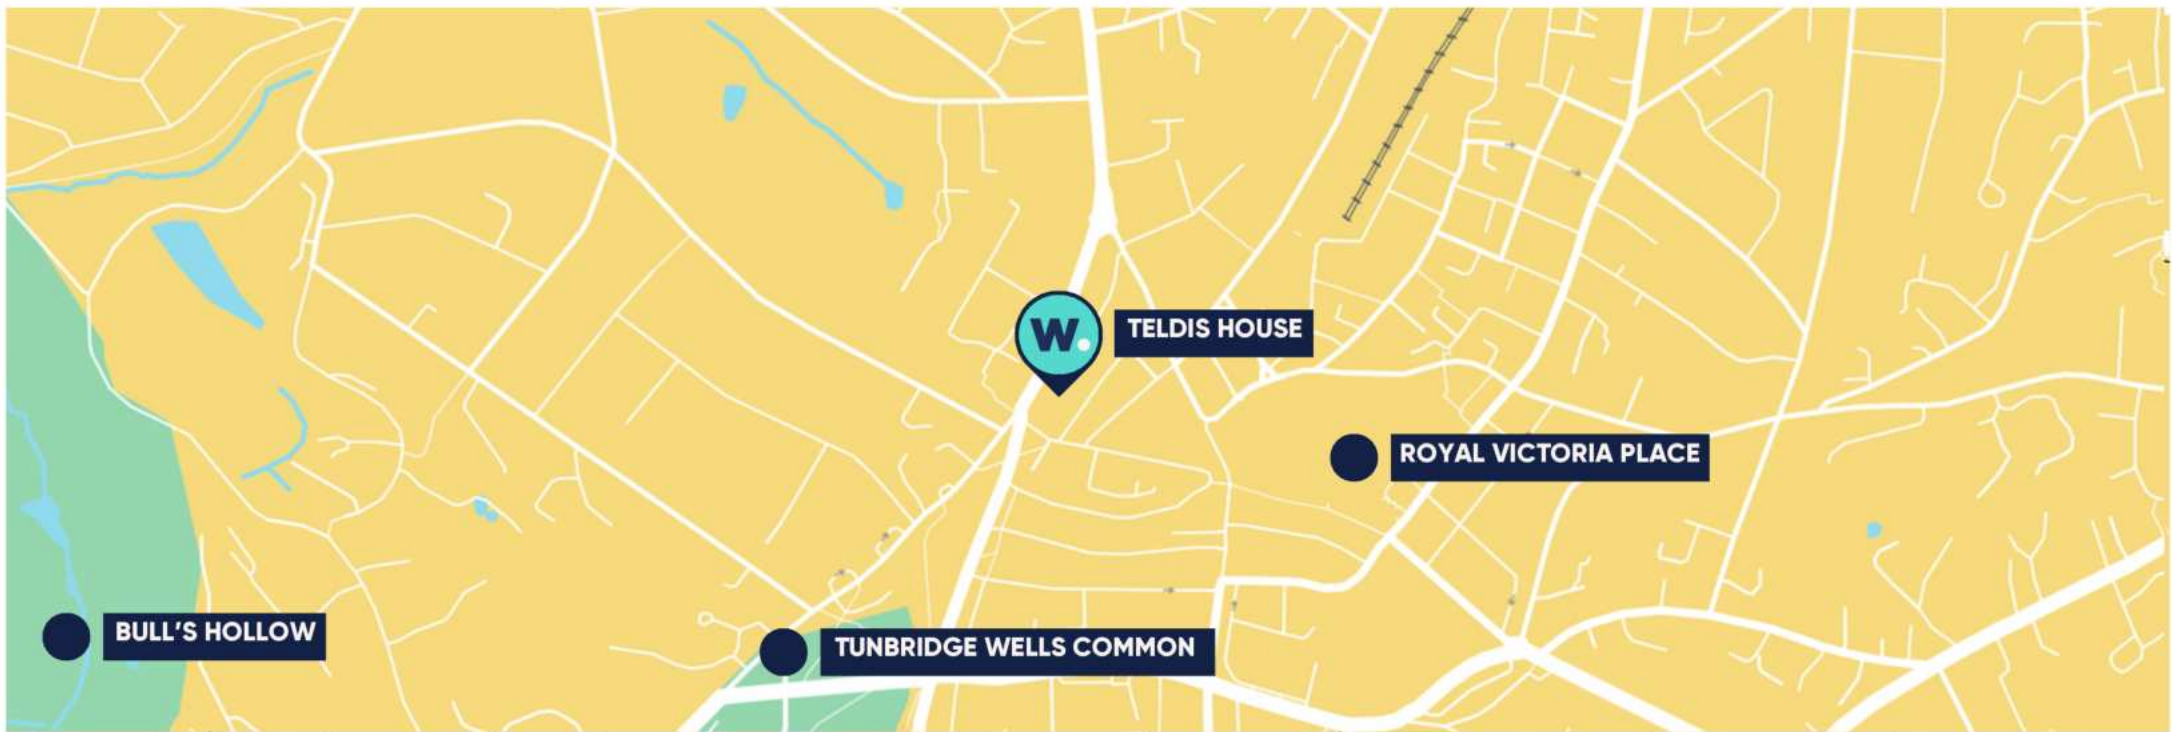 W.
TELDIS HOUSE
ROYAL VICTORIA PLACE
BULL'S HOLLOW
TUNBRIDGE WELLS COMMON